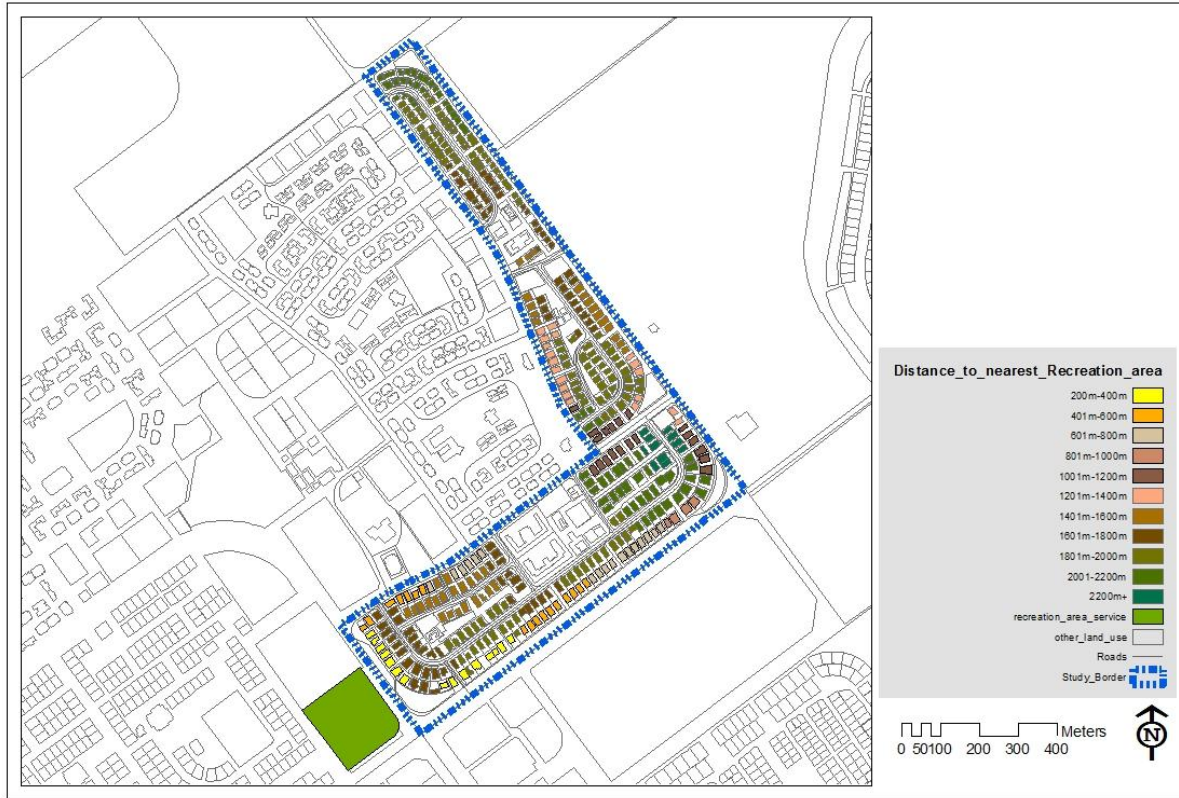 Distance_to_nearest_Recreation_area
200m-400m
401m-600m
601m-800m
801m-1000m
1001m-1200m
1201m-1400m
1401m-1600m
1601m-1800m
1801m-2000m
2001-2200m
2200m+
recreation_area_service
other_land_use
Roads
Study_Border
Meters
0 50100 200 300 400
N